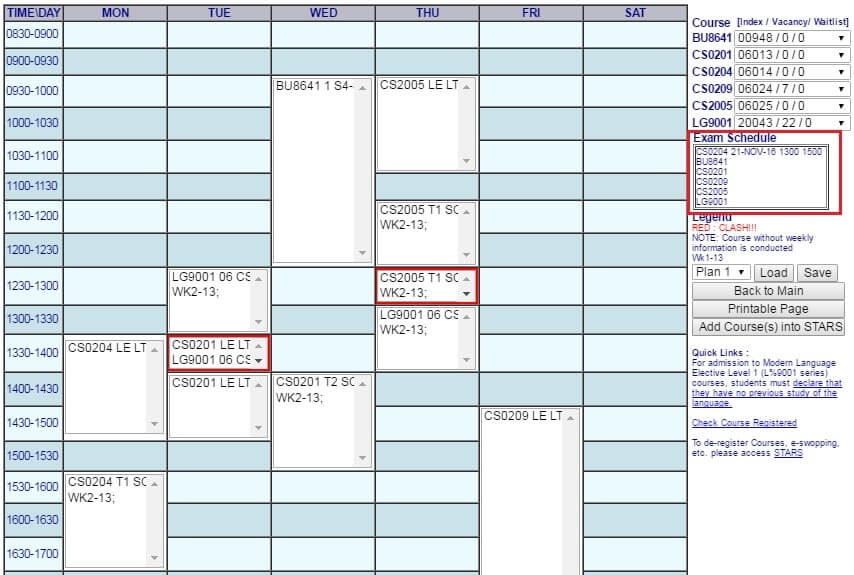 TIME\DAY MON TUE WED THU FRI SAT
0830-0900
0900-0930
0930-1000 BU8641 1 S4- CS2005 LE LT
1000-1030
1030-1100
1100-1130
1130-1200 CS2005 T1 SC
WK2-13;
1200-1230
1230-1300 LG9001 06 CS CS2005 T1 SC
WK2-13; WK2-13;
1300-1330 LG9001 06 CS
WK2-13;
1330-1400 CS0204 LE LT CS0201 LE LT
LG9001 06 CS
1400-1430 CS0201 LE LT CS0201 T2 SC
WK2-13;
1430-1500 CS0209 LE LT
1500-1530
1530-1600 CS0204 T1 SC
WK2-13;
1600-1630
1630-1700
Course [Index / Vacancy/ Waitlist]
BU8641 00948 / 0 / 0
CS0201 06013 / 0 / 0
CS0204 06014 / 0 / 0
CS0209 06024 / 7 / 0
CS2005 06025 / 0 / 0
LG9001 20043 / 22 / 0
Exam Schedule
CS0204 21-NOV-16 1300 1500
BU8641
CS0201
CS0209
CS2005
LG9001
Legend
RED : CLASH!!!
NOTE: Course without weekly
information is conducted
Wk1-13
Plan 1 Load Save
Back to Main
Printable Page
Add Course(s) into STARS
Quick Links :
For admission to Modern Language
Elective Level 1 (L%9001 series)
courses, students must declare that
they have no previous study of the
language.
Check Course Registered
To de-register Courses, e-swopping,
etc. please access STARS